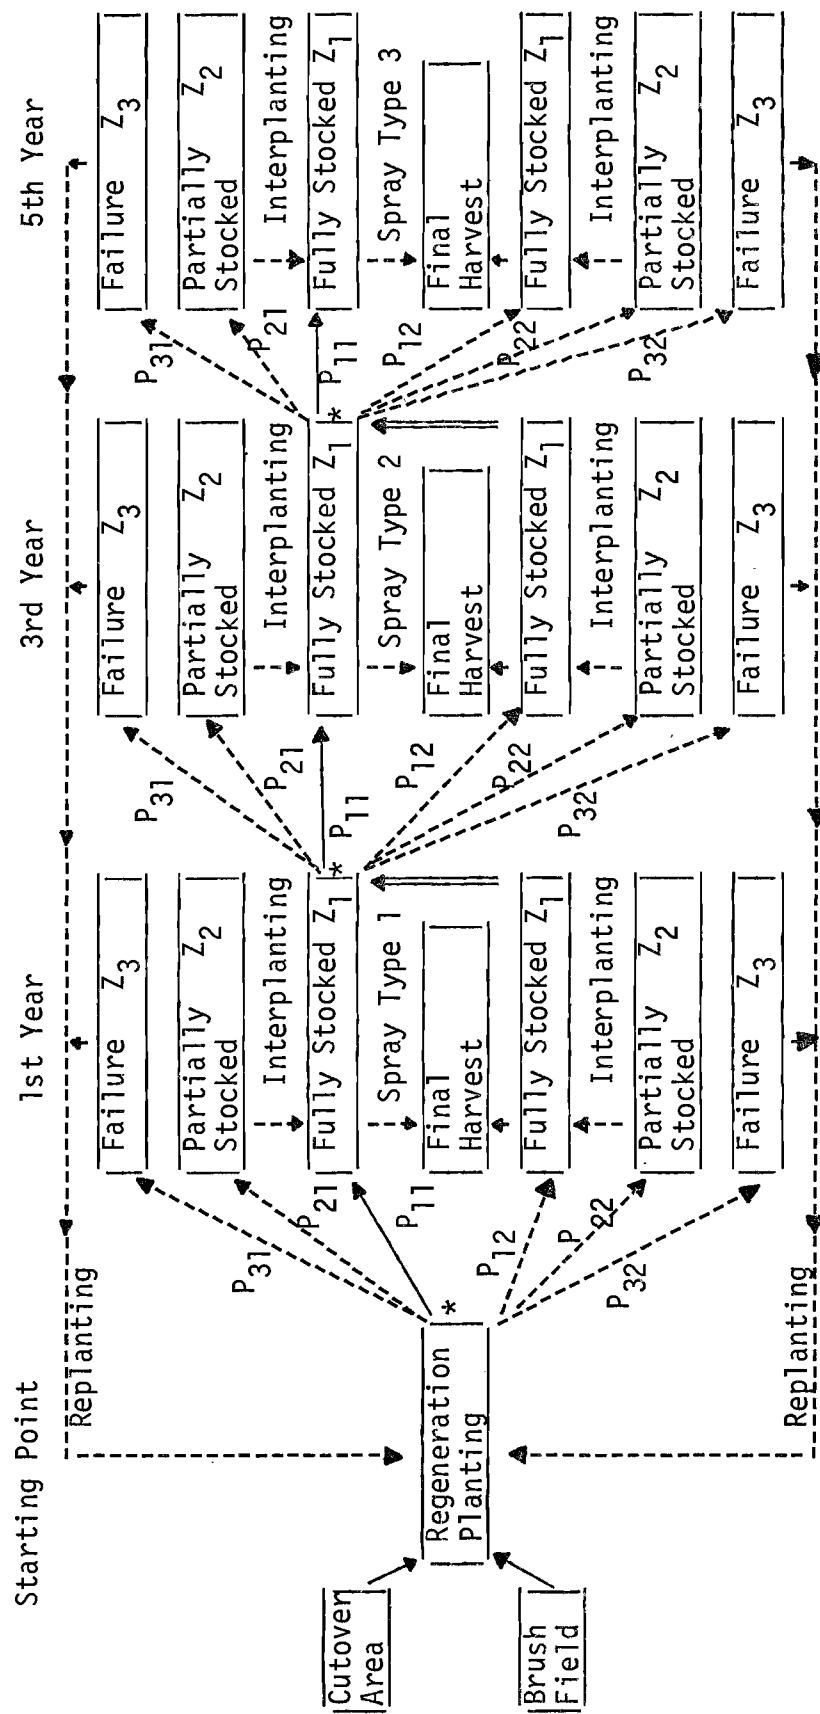 Starting Point
1st Year
3rd Year
5th Year
Replanting
Cutover
Area
Brush
Field
Regeneration
Planting
*
P31
P21
P11
P12
P22
P32
Replanting
Failure Z3
Partially Z2
Stocked
Interplanting
Fully Stocked Z1
*
Spray Type 1
Final
Harvest
Fully Stocked Z1
Interplanting
Partially Z2
Stocked
Failure Z3
P31
P21
P11
P12
P22
P32
Failure Z3
Partially Z2
Stocked
Interplanting
Fully Stocked Z1
*
Spray Type 2
Final
Harvest
Fully Stocked Z1
Interplanting
Partially Z2
Stocked
Failure Z3
P31
P21
P11
P12
P22
P32
Failure Z3
Partially Z2
Stocked
Interplanting
Fully Stocked Z1
Spray Type 3
Final
Harvest
Fully Stocked Z1
Interplanting
Partially Z2
Stocked
Failure Z3